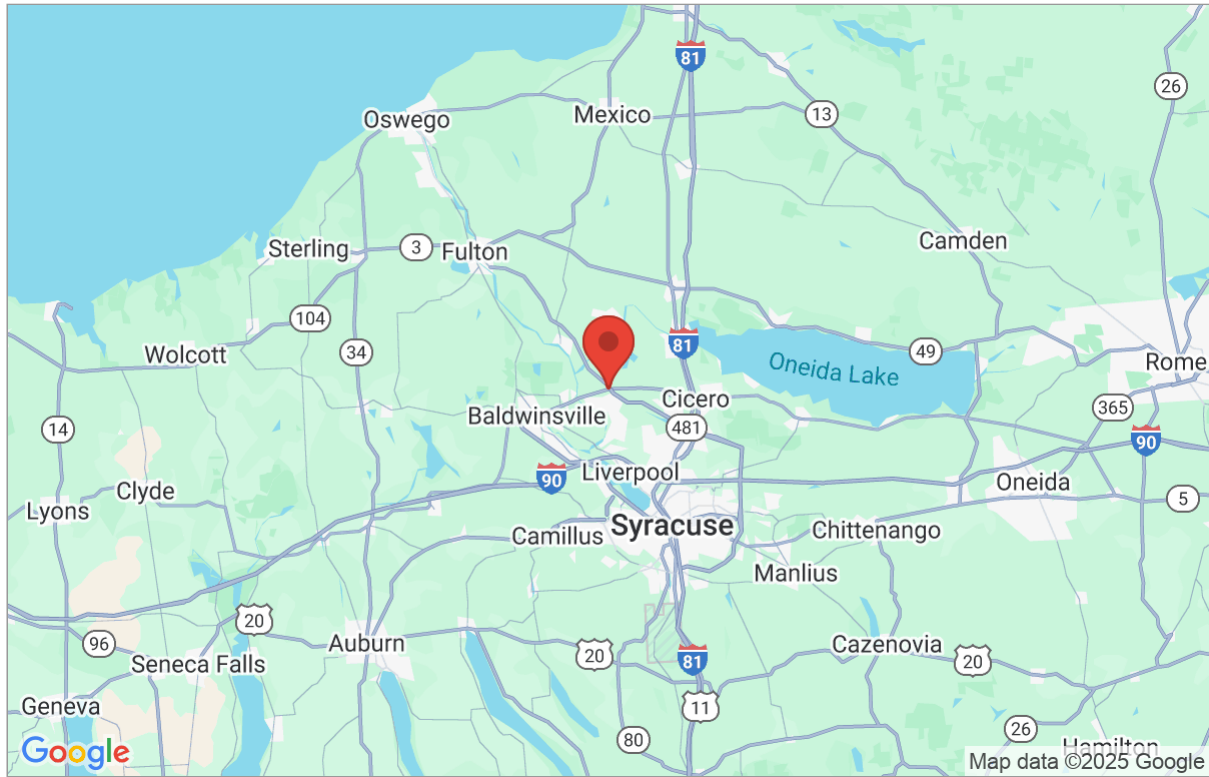 81
26
Oswego
Mexico
13
Sterling
3
Fulton
Camden
104
34
81
49
Wolcott
Oneida Lake
Rome
Baldwinsville
Cicero
365
14
481
90
Liverpool
90
Clyde
Oneida
5
Lyons
Camillus
Syracuse
Chittenango
Manlius
20
96
Auburn
Cazenovia
Seneca Falls
20
81
20
Geneva
11
26
80
Google
Hamilton
Map data ©2025 Google